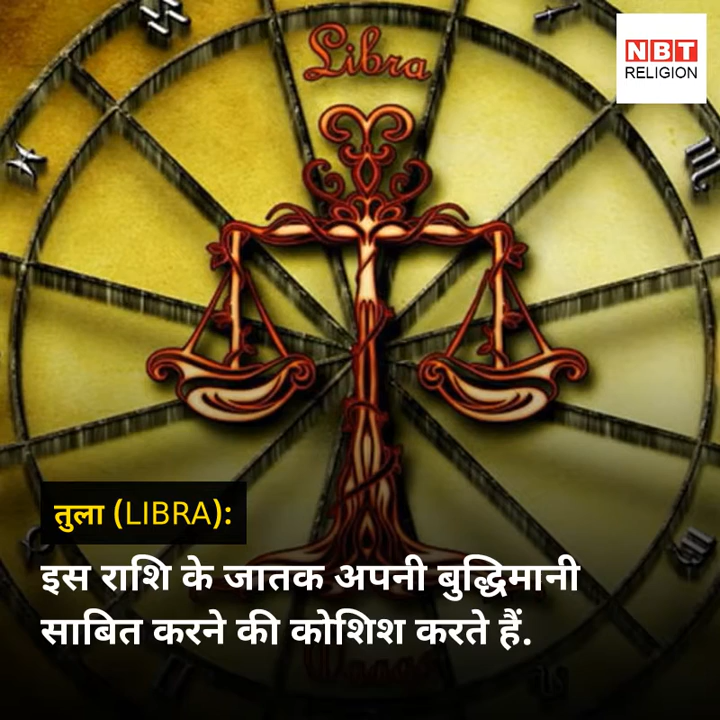 Libra
NBT
RELIGION
तुला (LIBRA):
इस राशि के जातक अपनी बुद्धिमानी
साबित करने की कोशिश करते हैं.